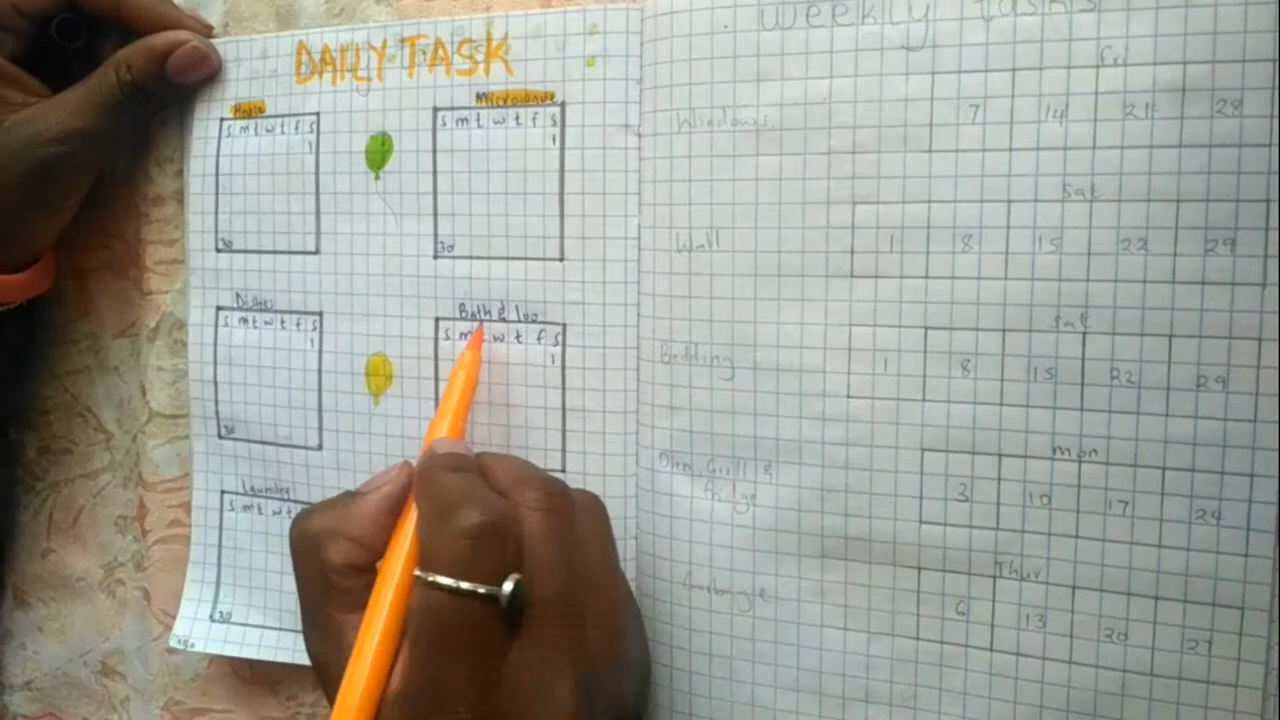 DAILY TASK
Microwave
s m t w t f s
s m t w t f s
1
1
30
30
Dishes
Bath & loo
s m t w t f s
s m t w t f s
1
1
30
Laundry
s m t w t
30
weekly tasks
fri
Windows. 7 14 21 28
sat
Wall 1 8 15 22 29
sat
Bedding 1 8 15 22 29
mon
Oven, Grill &
fridge 3 10 17 24
Thur
Garbage 6 13 20 27